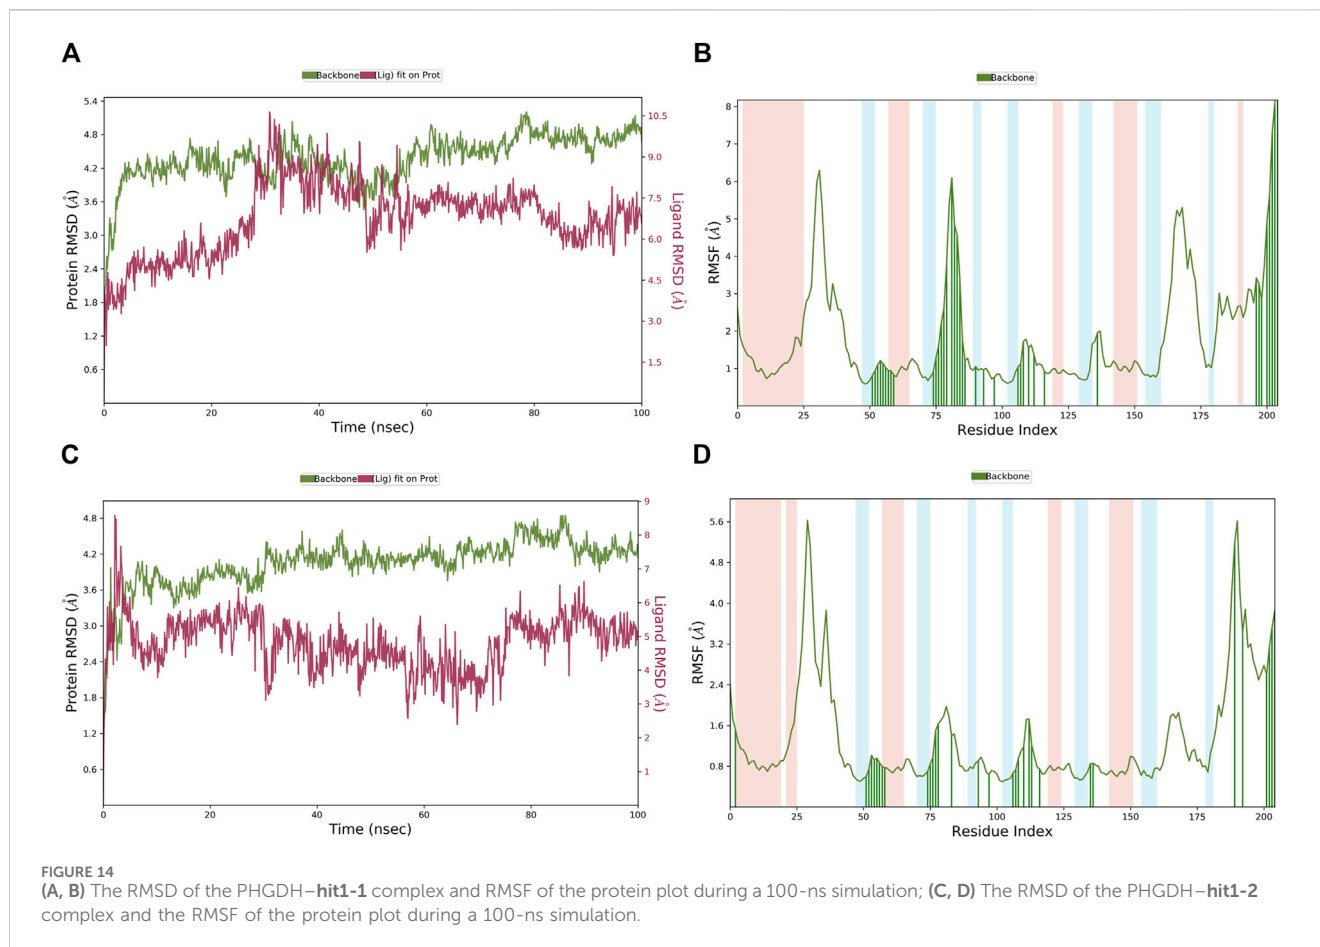 A
Backbone (Lig) fit on Prot
5.4
4.8
4.2
3.6
3.0
2.4
1.8
1.2
0.6
Protein RMSD (Å)
10.5
9.0
7.5
6.0
4.5
3.0
1.5
Ligand RMSD (Å)
0 20 40 60 80 100
Time (nsec)
B
Backbone
8
7
6
5
4
3
2
1
RMSF (Å)
0 25 50 75 100 125 150 175 200
Residue Index
C
Backbone (Lig) fit on Prot
4.8
4.2
3.6
3.0
2.4
1.8
1.2
0.6
Protein RMSD (Å)
9
8
7
6
5
4
3
2
1
Ligand RMSD (Å)
0 20 40 60 80 100
Time (nsec)
D
Backbone
5.6
4.8
4.0
3.2
2.4
1.6
0.8
RMSF (Å)
0 25 50 75 100 125 150 175 200
Residue Index
FIGURE 14
(A, B) The RMSD of the PHGDH–hit1-1 complex and RMSF of the protein plot during a 100-ns simulation; (C, D) The RMSD of the PHGDH–hit1-2
complex and the RMSF of the protein plot during a 100-ns simulation.